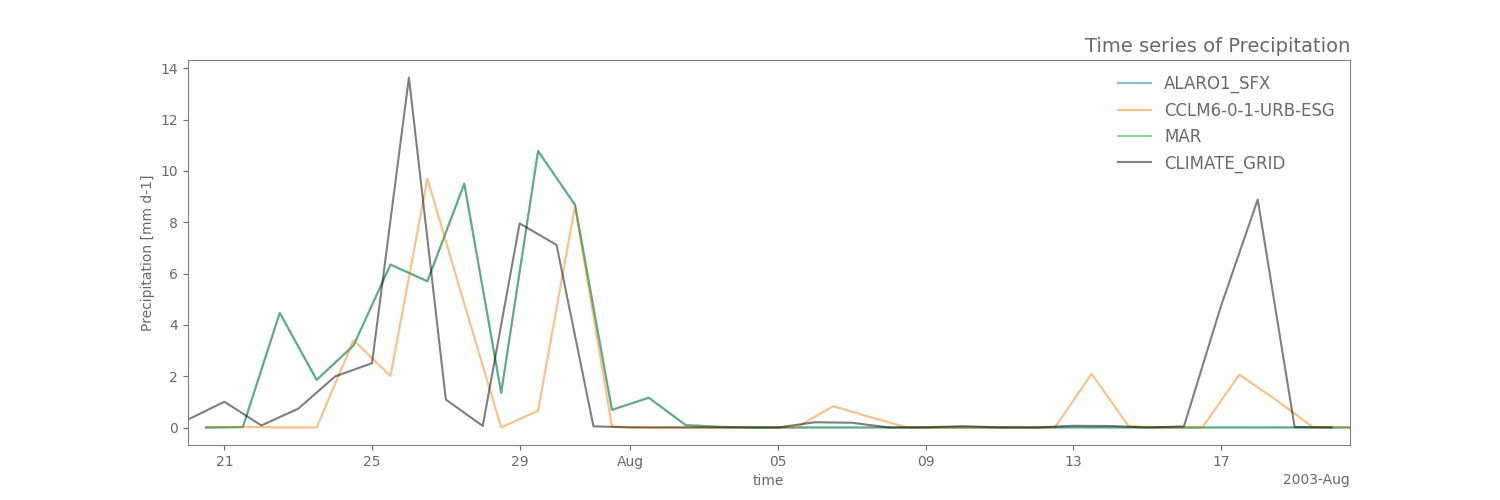 Time series of Precipitation
14
12
10
8
6
4
2
0
Precipitation [mm d-1]
ALARO1_SFX
CCLM6-0-1-URB-ESG
MAR
CLIMATE_GRID
21
25
29
Aug
05
09
13
17
time
2003-Aug